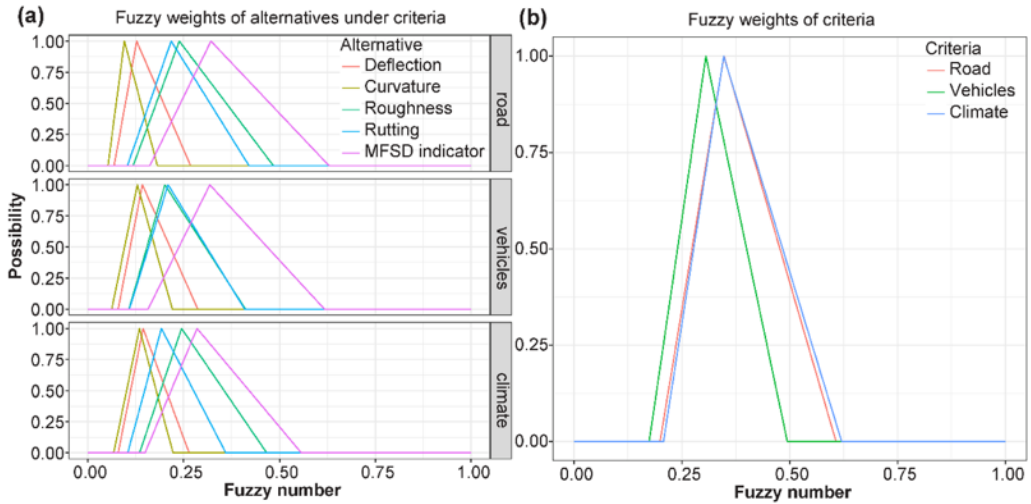 (a)
Fuzzy weights of alternatives under criteria
1.00
0.75
0.50
0.25
0.00
Alternative
Deflection
Curvature
Roughness
Rutting
MFSD indicator
road
1.00
0.75
0.50
0.25
0.00
vehicles
1.00
0.75
0.50
0.25
0.00
climate
Possibility
0.00 0.25 0.50 0.75 1.00
Fuzzy number
(b)
Fuzzy weights of criteria
1.00
0.75
0.50
0.25
0.00
Criteria
Road
Vehicles
Climate
0.00 0.25 0.50 0.75 1.00
Fuzzy number